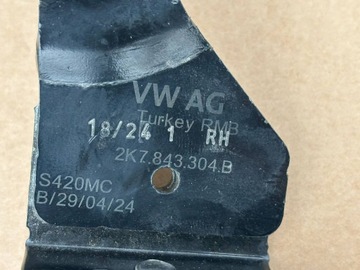 VW AG
Turkey RMB
18/24 1 RH
2K7.843.304.B
S420MC
B/29/04/24